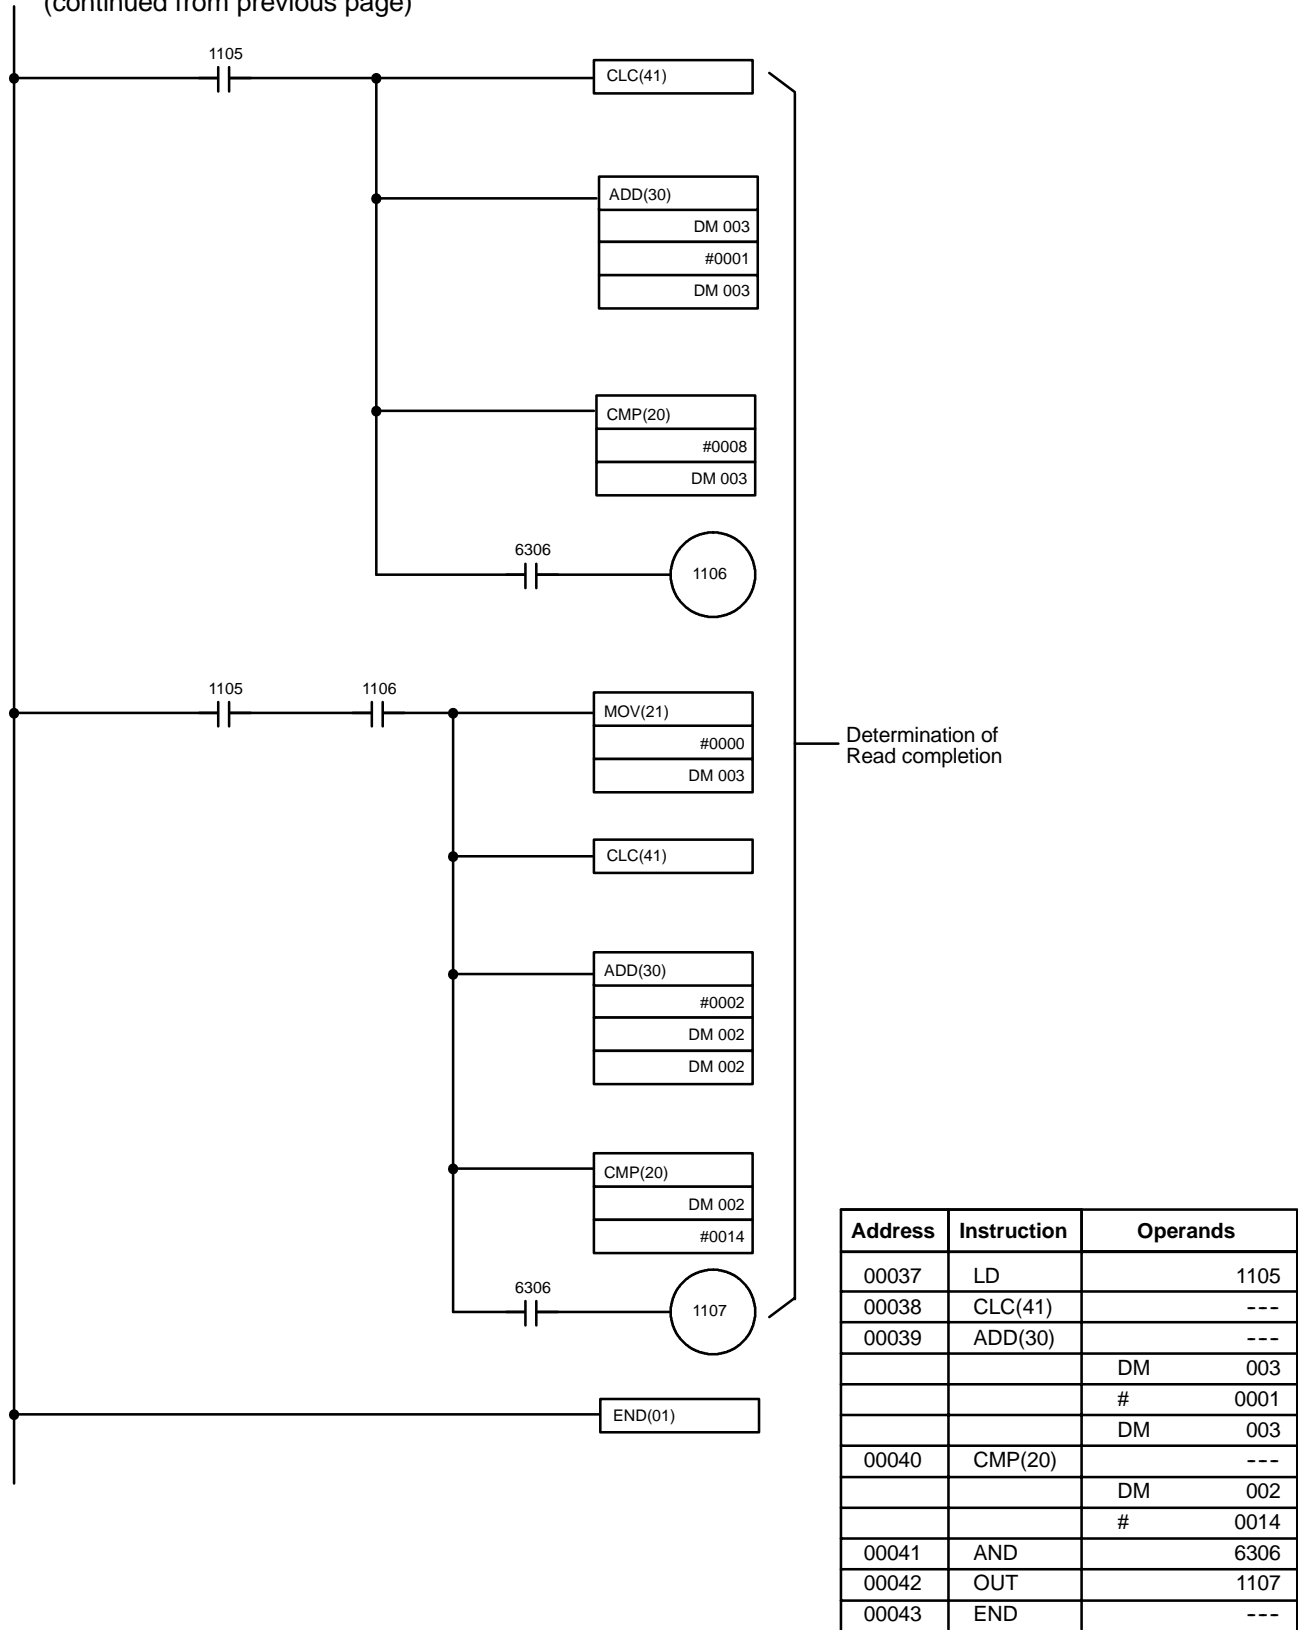 (continued from previous page)
1105
CLC(41)
ADD(30)
DM 003
#0001
DM 003
CMP(20)
#0008
DM 003
6306
1106
1105 1106
MOV(21)
#0000
DM 003
Determination of
Read completion
CLC(41)
ADD(30)
#0002
DM 002
DM 002
CMP(20)
DM 002
#0014
6306
1107
END(01)
Address Instruction Operands
00037 LD 1105
00038 CLC(41) ---
00039 ADD(30) ---
DM 003
# 0001
DM 003
00040 CMP(20) ---
DM 002
# 0014
00041 AND 6306
00042 OUT 1107
00043 END ---